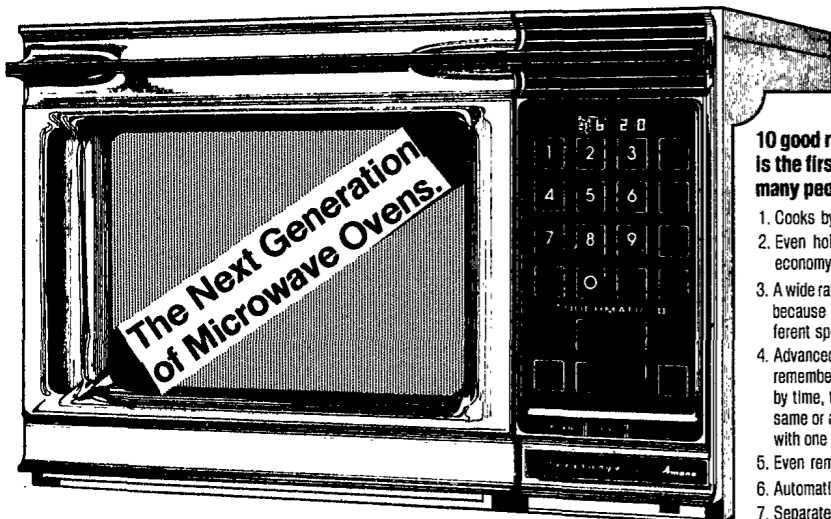 The Next Generation
of Microwave Ovens.
1 2 3
4 5 6
7 8 9
0
Amana
10 good r
is the firs
many ped
1. Cooks by
2. Even hol
economy
3. A wide ra
because
ferent sp
4. Advanced
remembe
by time, t
same or a
with one
5. Even rem
6. Automati
7. Separate